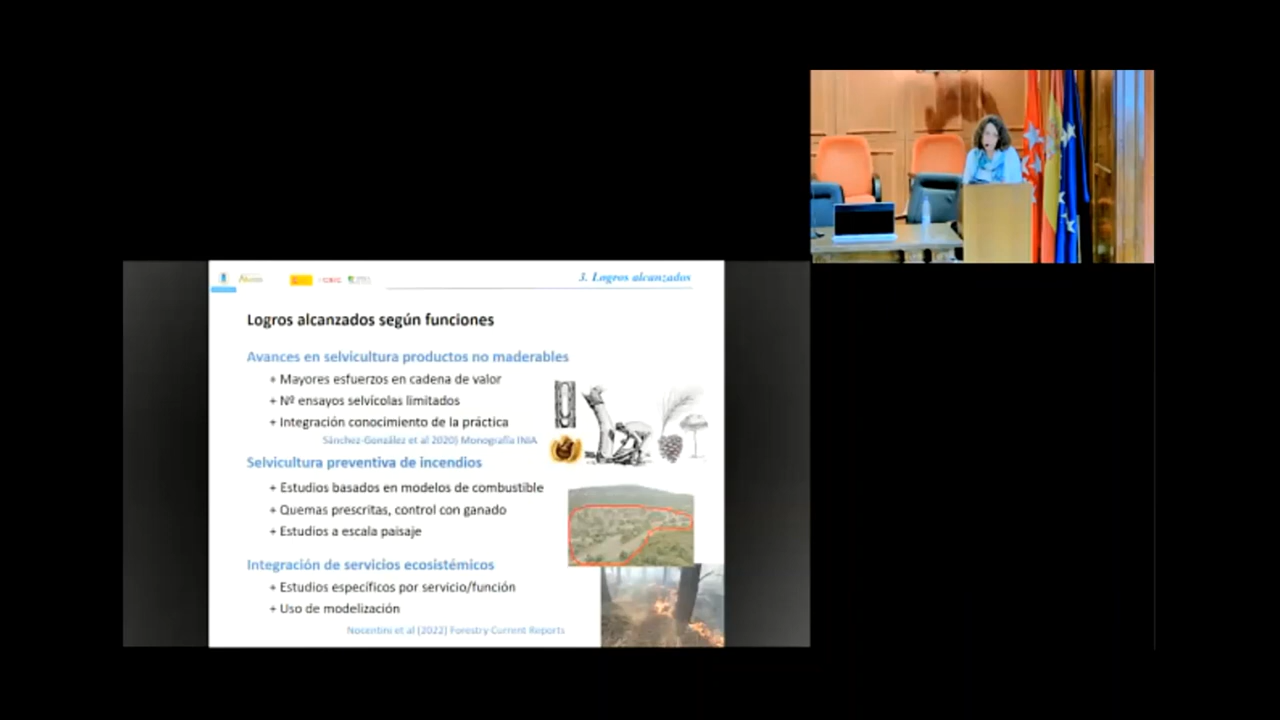 3. Logros alcanzados
Logros alcanzados según funciones
Avances en selvicultura productos no maderables
+ Mayores esfuerzos en cadena de valor
+ Nº ensayos selvícolas limitados
+ Integración conocimiento de la práctica
Sánchez-González et al 2020) Monografía INIA
Selvicultura preventiva de incendios
+ Estudios basados en modelos de combustible
+ Quemas prescritas, control con ganado
+ Estudios a escala paisaje
Integración de servicios ecosistémicos
+ Estudios específicos por servicio/función
+ Uso de modelización
Nocentini et al (2022) Forestry Current Reports